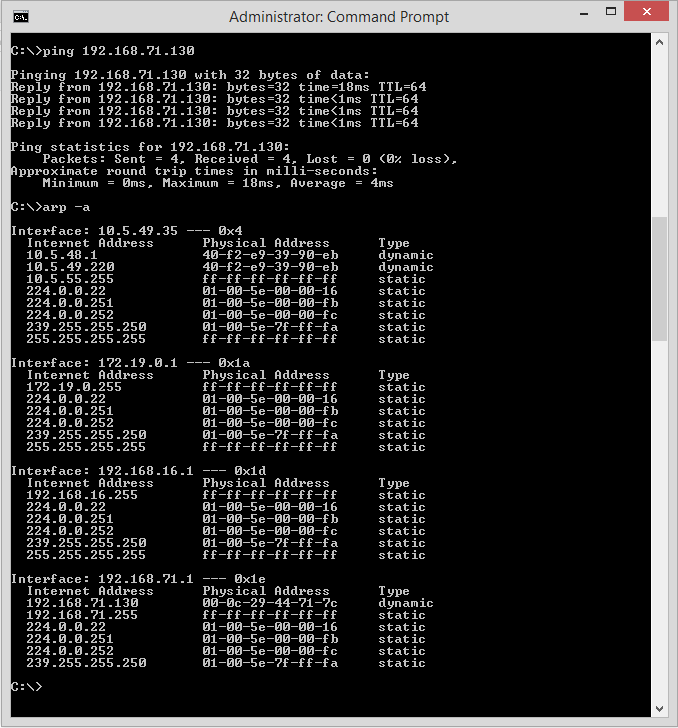 Administrator: Command Prompt
C:\>ping 192.168.71.130
Pinging 192.168.71.130 with 32 bytes of data:
Reply from 192.168.71.130: bytes=32 time=18ms TTL=64
Reply from 192.168.71.130: bytes=32 time<1ms TTL=64
Reply from 192.168.71.130: bytes=32 time<1ms TTL=64
Reply from 192.168.71.130: bytes=32 time<1ms TTL=64
Ping statistics for 192.168.71.130:
    Packets: Sent = 4, Received = 4, Lost = 0 (0% loss),
Approximate round trip times in milli-seconds:
    Minimum = 0ms, Maximum = 18ms, Average = 4ms
C:\>arp -a
Interface: 10.5.49.35 --- 0x4
  Internet Address      Physical Address      Type
  10.5.48.1             40-f2-e9-39-90-eb     dynamic
  10.5.49.220           40-f2-e9-39-90-eb     dynamic
  10.5.55.255           ff-ff-ff-ff-ff-ff     static
  224.0.0.22            01-00-5e-00-00-16     static
  224.0.0.251           01-00-5e-00-00-fb     static
  224.0.0.252           01-00-5e-00-00-fc     static
  239.255.255.250       01-00-5e-7f-ff-fa     static
  255.255.255.255       ff-ff-ff-ff-ff-ff     static
Interface: 172.19.0.1 --- 0x1a
  Internet Address      Physical Address      Type
  172.19.0.255          ff-ff-ff-ff-ff-ff     static
  224.0.0.22            01-00-5e-00-00-16     static
  224.0.0.251           01-00-5e-00-00-fb     static
  224.0.0.252           01-00-5e-00-00-fc     static
  239.255.255.250       01-00-5e-7f-ff-fa     static
  255.255.255.255       ff-ff-ff-ff-ff-ff     static
Interface: 192.168.16.1 --- 0x1d
  Internet Address      Physical Address      Type
  192.168.16.255        ff-ff-ff-ff-ff-ff     static
  224.0.0.22            01-00-5e-00-00-16     static
  224.0.0.251           01-00-5e-00-00-fb     static
  224.0.0.252           01-00-5e-00-00-fc     static
  239.255.255.250       01-00-5e-7f-ff-fa     static
  255.255.255.255       ff-ff-ff-ff-ff-ff     static
Interface: 192.168.71.1 --- 0x1e
  Internet Address      Physical Address      Type
  192.168.71.130        00-0c-29-44-71-7c     dynamic
  192.168.71.255        ff-ff-ff-ff-ff-ff     static
  224.0.0.22            01-00-5e-00-00-16     static
  224.0.0.251           01-00-5e-00-00-fb     static
  224.0.0.252           01-00-5e-00-00-fc     static
  239.255.255.250       01-00-5e-7f-ff-fa     static
C:\>